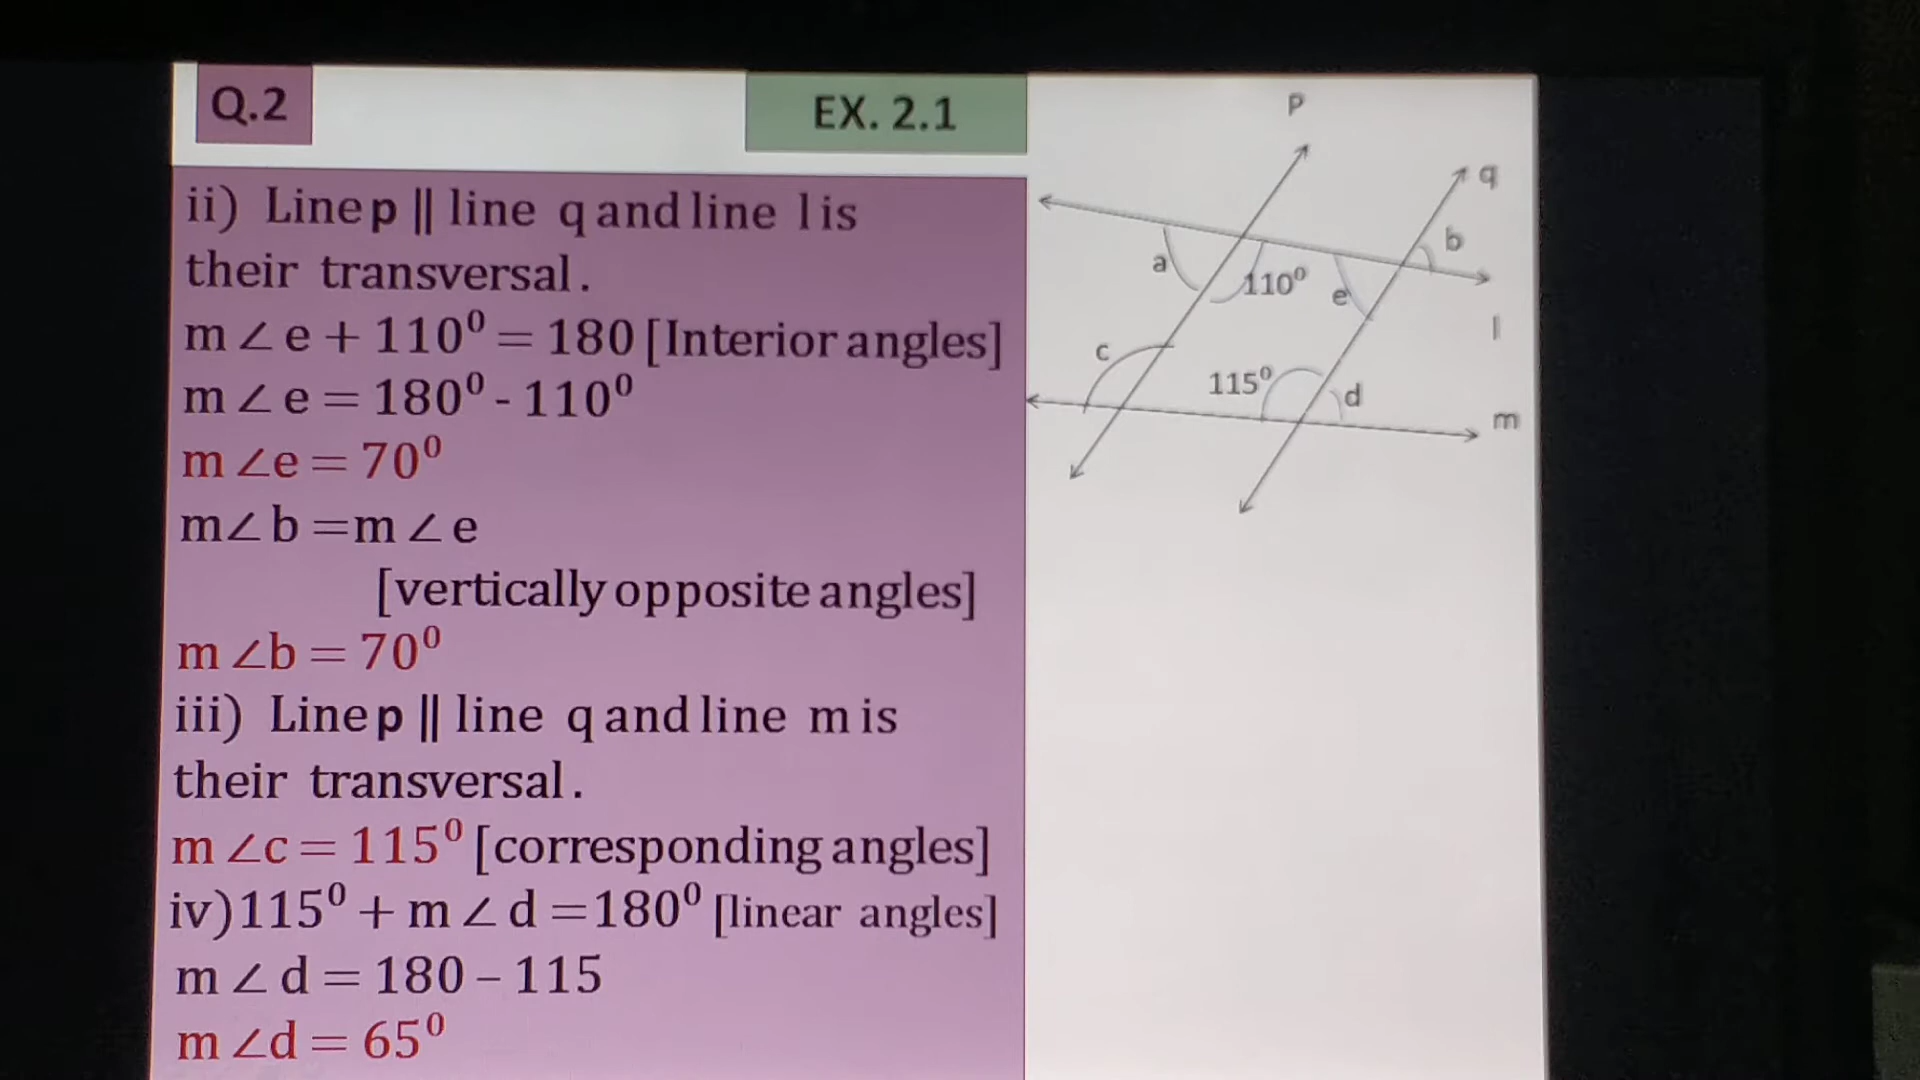 Q.2
EX. 2.1
ii) Line p || line q and line l is
their transversal.
m∠e + 110⁰ = 180 [Interior angles]
m∠e = 180⁰ - 110⁰
m∠e = 70⁰
m∠b = m∠e
[vertically opposite angles]
m∠b = 70⁰
iii) Line p || line q and line m is
their transversal.
m∠c = 115⁰ [corresponding angles]
iv) 115⁰ + m∠d = 180⁰ [linear angles]
m∠d = 180 – 115
m∠d = 65⁰
P
q
b
a
110⁰
e
l
c
115⁰
d
m